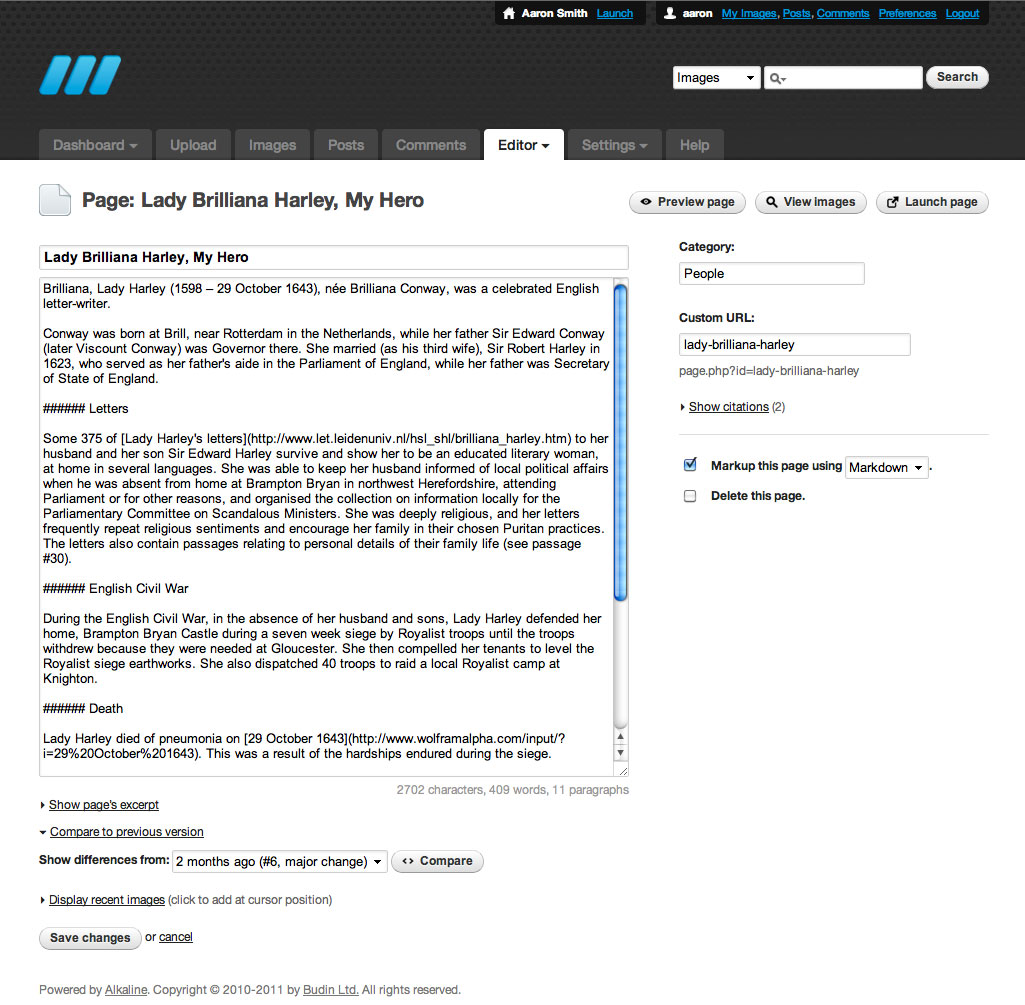 Aaron Smith Launch
aaron My Images, Posts, Comments Preferences Logout
Images
Search
Dashboard
Upload
Images
Posts
Comments
Editor
Settings
Help
Page: Lady Brilliana Harley, My Hero
Preview page
View images
Launch page
Lady Brilliana Harley, My Hero
Brilliana, Lady Harley (1598 – 29 October 1643), née Brilliana Conway, was a celebrated English
letter-writer.
Conway was born at Brill, near Rotterdam in the Netherlands, while her father Sir Edward Conway
(later Viscount Conway) was Governor there. She married (as his third wife), Sir Robert Harley in
1623, who served as her father's aide in the Parliament of England, while her father was Secretary
of State of England.
###### Letters
Some 375 of [Lady Harley's letters](http://www.let.leidenuniv.nl/hsl_shl/brilliana_harley.htm) to her
husband and her son Sir Edward Harley survive and show her to be an educated literary woman,
at home in several languages. She was able to keep her husband informed of local political affairs
when he was absent from home at Brampton Bryan in northwest Herefordshire, attending
Parliament or for other reasons, and organised the collection on information locally for the
Parliamentary Committee on Scandalous Ministers. She was deeply religious, and her letters
frequently repeat religious sentiments and encourage her family in their chosen Puritan practices.
The letters also contain passages relating to personal details of their family life (see passage
#30).
###### English Civil War
During the English Civil War, in the absence of her husband and sons, Lady Harley defended her
home, Brampton Bryan Castle during a seven week siege by Royalist troops until the troops
withdrew because they were needed at Gloucester. She then compelled her tenants to level the
Royalist siege earthworks. She also dispatched 40 troops to raid a local Royalist camp at
Knighton.
###### Death
Lady Harley died of pneumonia on [29 October 1643](http://www.wolframalpha.com/input/?
i=29%20October%201643). This was a result of the hardships endured during the siege.
2702 characters, 409 words, 11 paragraphs
Show page's excerpt
Compare to previous version
Show differences from: 2 months ago (#6, major change) <> Compare
Display recent images (click to add at cursor position)
Save changes or cancel
Category:
People
Custom URL:
lady-brilliana-harley
page.php?id=lady-brilliana-harley
Show citations (2)
Markup this page using Markdown .
Delete this page.
Powered by Alkaline. Copyright © 2010-2011 by Budin Ltd. All rights reserved.